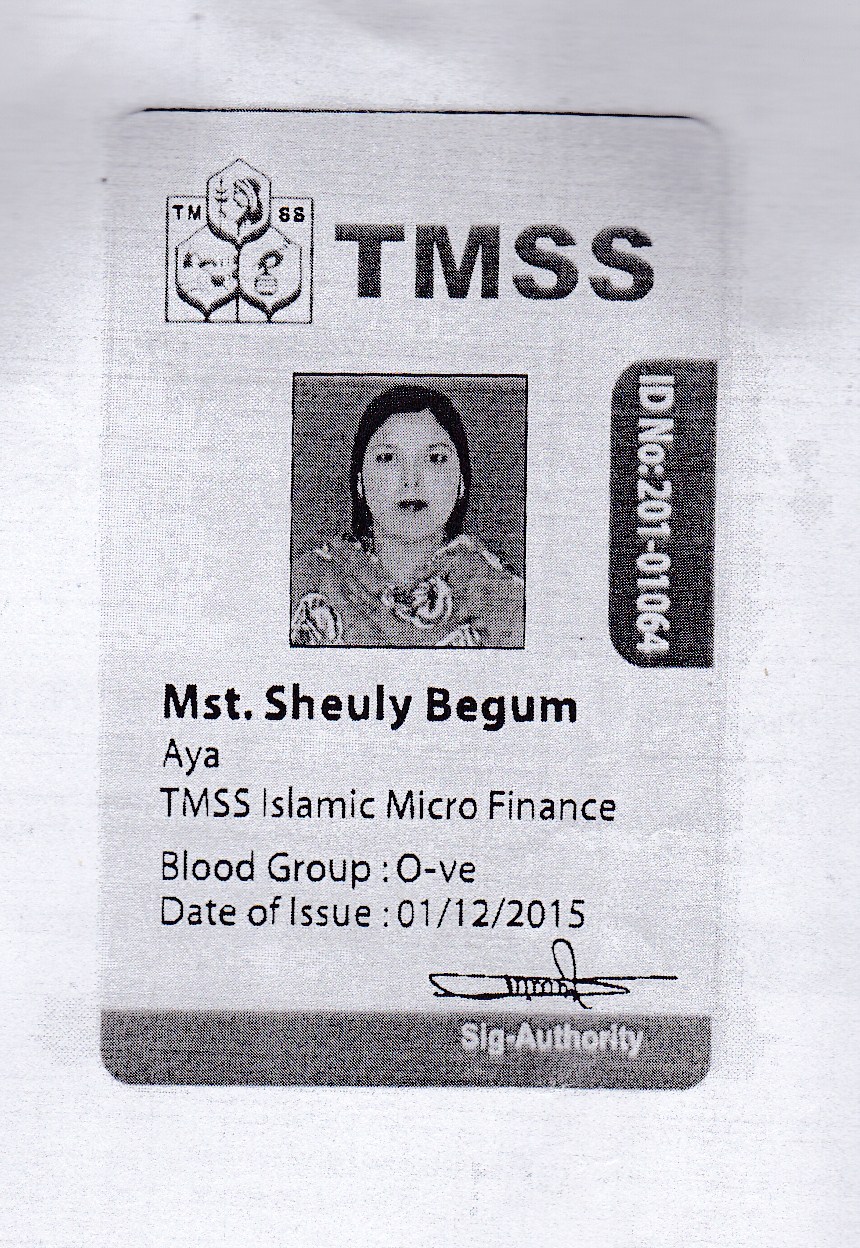 TM SS
TMSS
ID No:201-01064
Mst. Sheuly Begum
Aya
TMSS Islamic Micro Finance
Blood Group : O-ve
Date of Issue : 01/12/2015
Sig-Authority